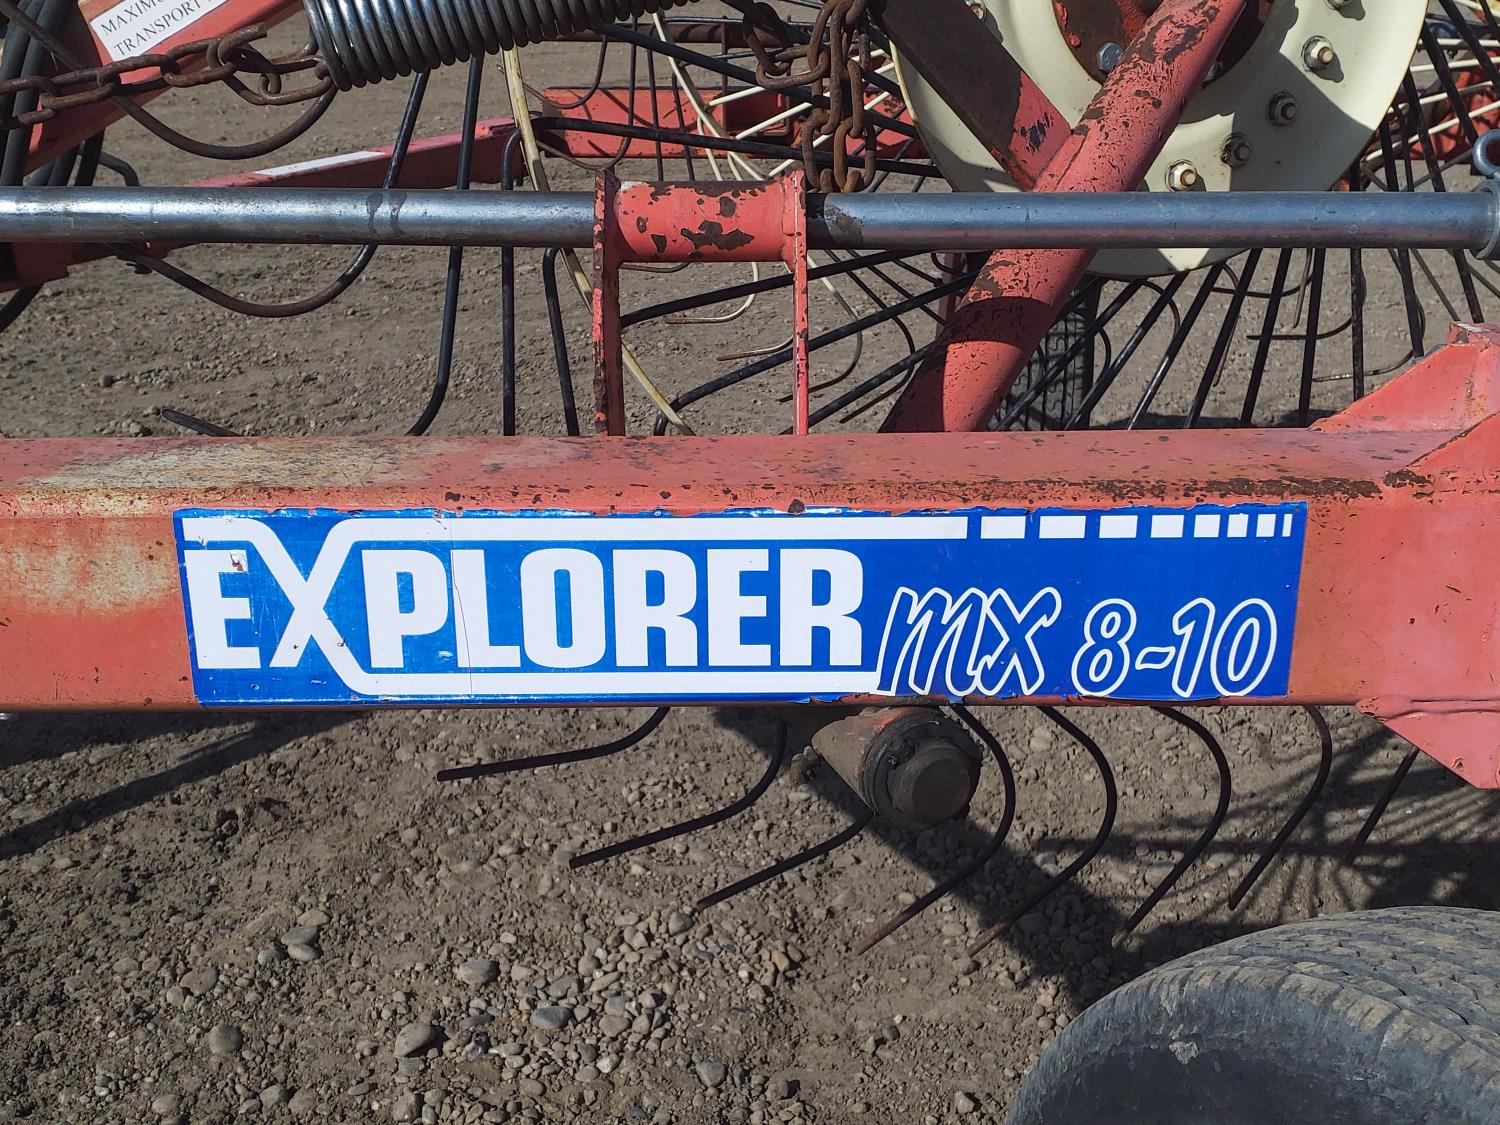 MAXIMU
TRANSPORT
EXPLORER MX 8-10